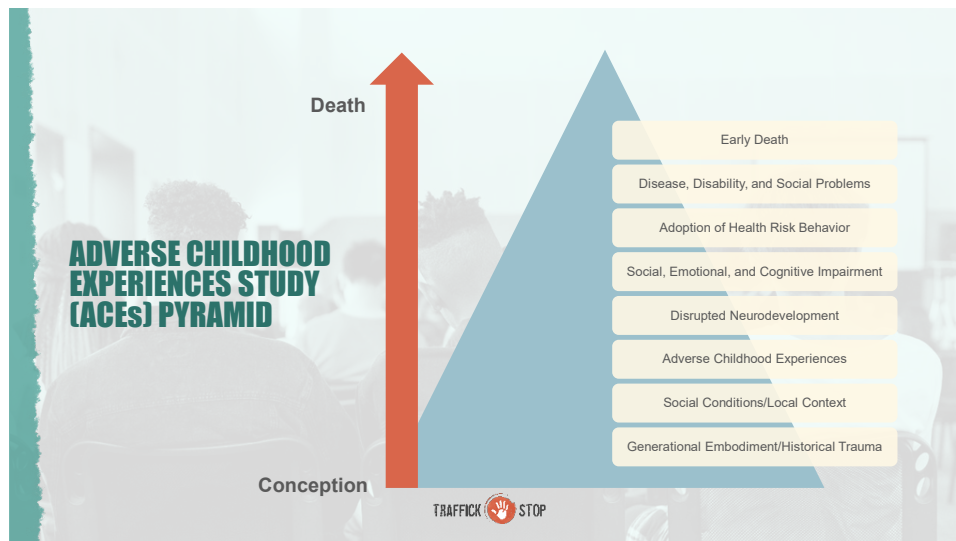 Death
ADVERSE CHILDHOOD
EXPERIENCES STUDY
(ACEs) PYRAMID
Early Death
Disease, Disability, and Social Problems
Adoption of Health Risk Behavior
Social, Emotional, and Cognitive Impairment
Disrupted Neurodevelopment
Adverse Childhood Experiences
Social Conditions/Local Context
Generational Embodiment/Historical Trauma
Conception
TRAFFICK STOP